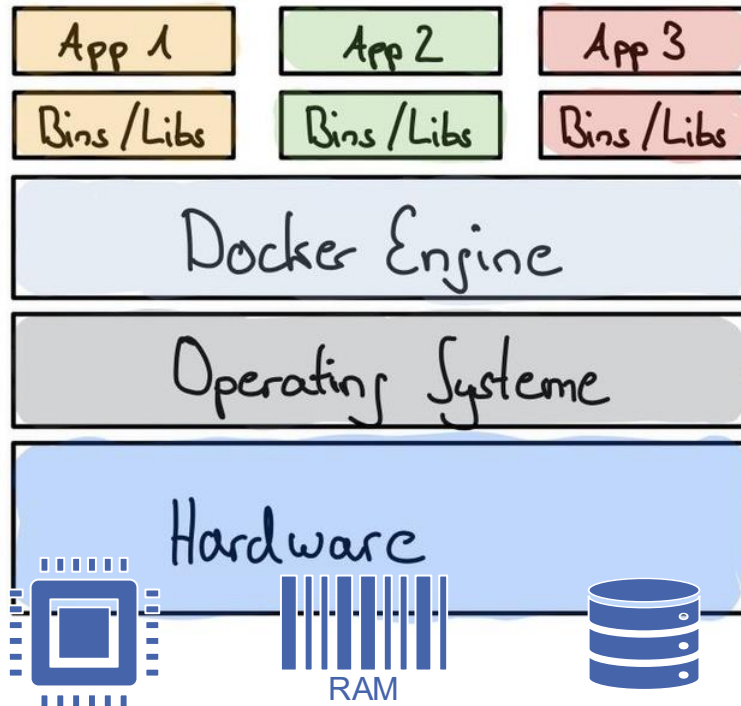 App 1 App 2 App 3
Bins/Libs Bins/Libs Bins/Libs
Docker Engine
Operating Systeme
Hardware
RAM